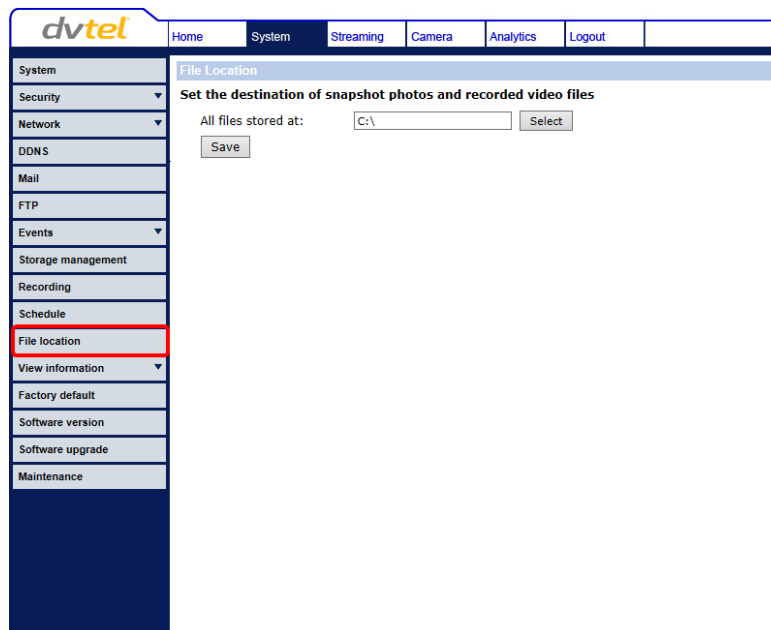 dvtel
Home System Streaming Camera Analytics Logout
System
Security
Network
DDNS
Mail
FTP
Events
Storage management
Recording
Schedule
File location
View information
Factory default
Software version
Software upgrade
Maintenance
File Location
Set the destination of snapshot photos and recorded video files
All files stored at: C:\ Select
Save